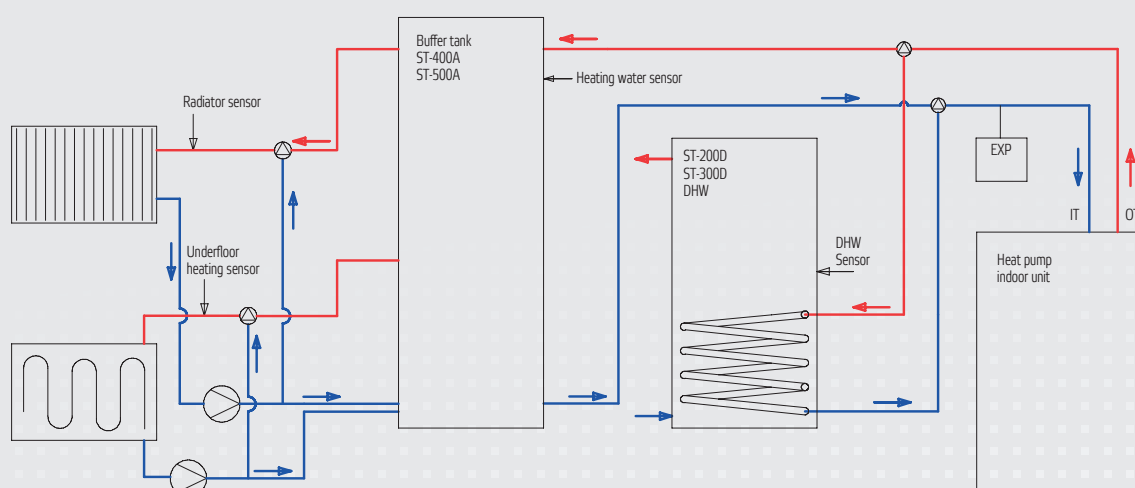 Buffer tank
ST-400A
ST-500A
Heating water sensor
Radiator sensor
Underfloor
heating sensor
ST-200D
ST-300D
DHW
DHW
Sensor
EXP
IT
OT
Heat pump
indoor unit